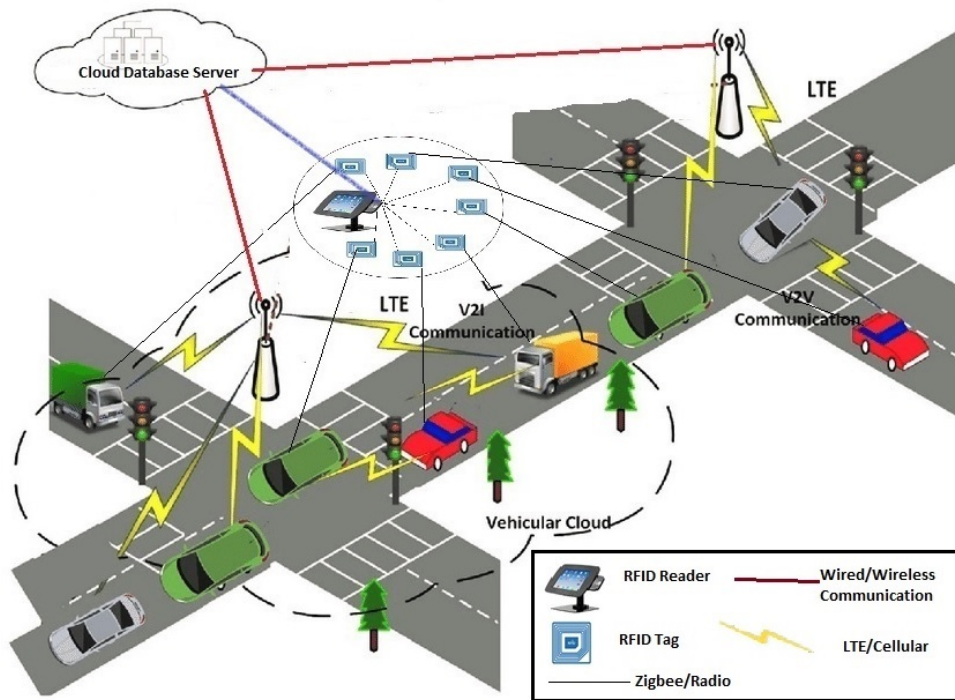 Cloud Database Server
LTE
LTE
V2I
Communication
V2V
Communication
Vehicular Cloud
RFID Reader
Wired/Wireless
Communication
RFID Tag
LTE/Cellular
Zigbee/Radio